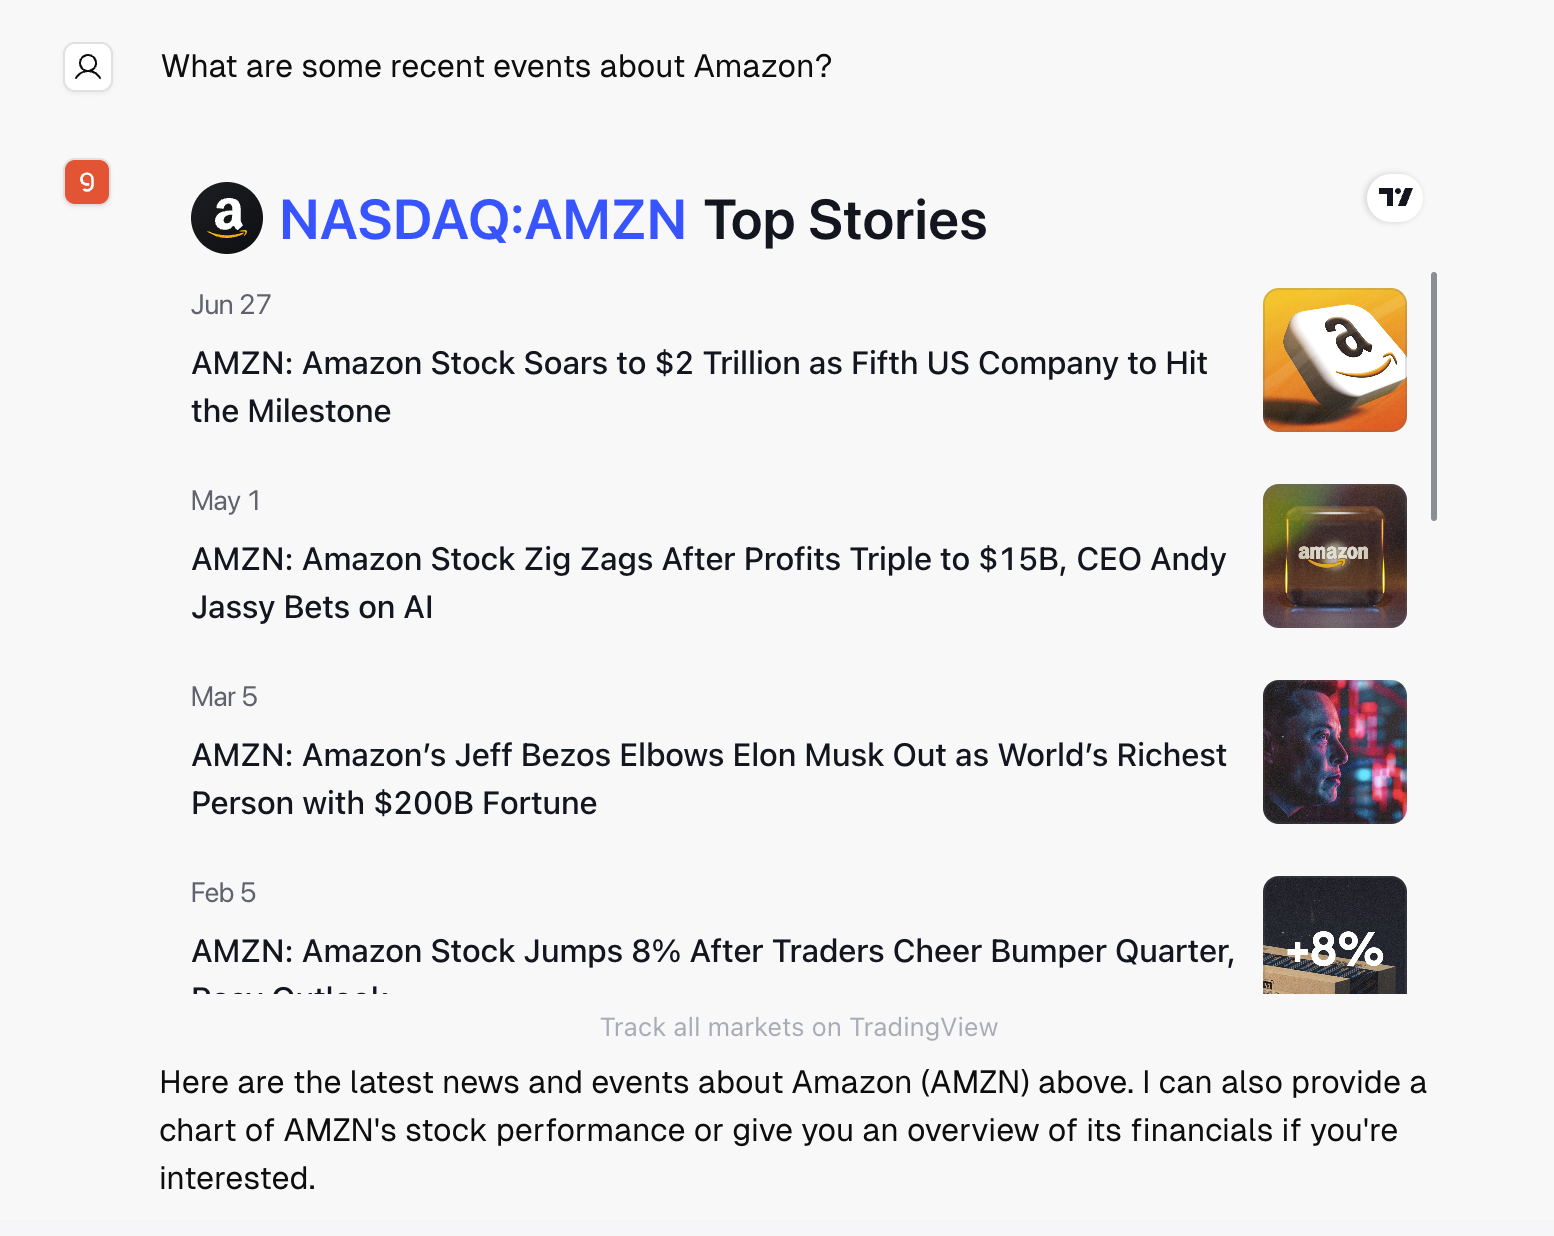 What are some recent events about Amazon?
NASDAQ:AMZN Top Stories
Jun 27
AMZN: Amazon Stock Soars to $2 Trillion as Fifth US Company to Hit
the Milestone
May 1
AMZN: Amazon Stock Zig Zags After Profits Triple to $15B, CEO Andy
Jassy Bets on AI
amazon
Mar 5
AMZN: Amazon’s Jeff Bezos Elbows Elon Musk Out as World’s Richest
Person with $200B Fortune
Feb 5
AMZN: Amazon Stock Jumps 8% After Traders Cheer Bumper Quarter,
+8%
Rosy Outlook
Track all markets on TradingView
Here are the latest news and events about Amazon (AMZN) above. I can also provide a
chart of AMZN's stock performance or give you an overview of its financials if you're
interested.